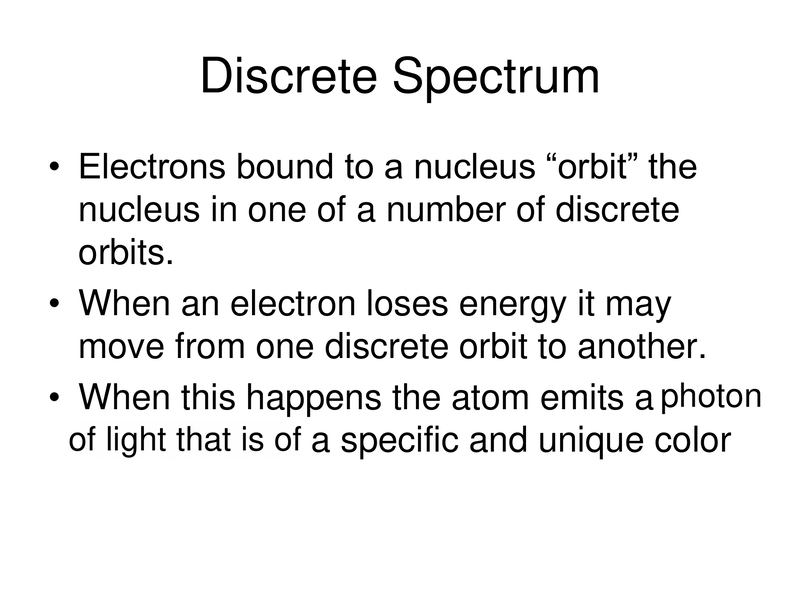 Discrete Spectrum
• Electrons bound to a nucleus “orbit” the
nucleus in one of a number of discrete
orbits.
• When an electron loses energy it may
move from one discrete orbit to another.
• When this happens the atom emits a photon
of light that is of a specific and unique color